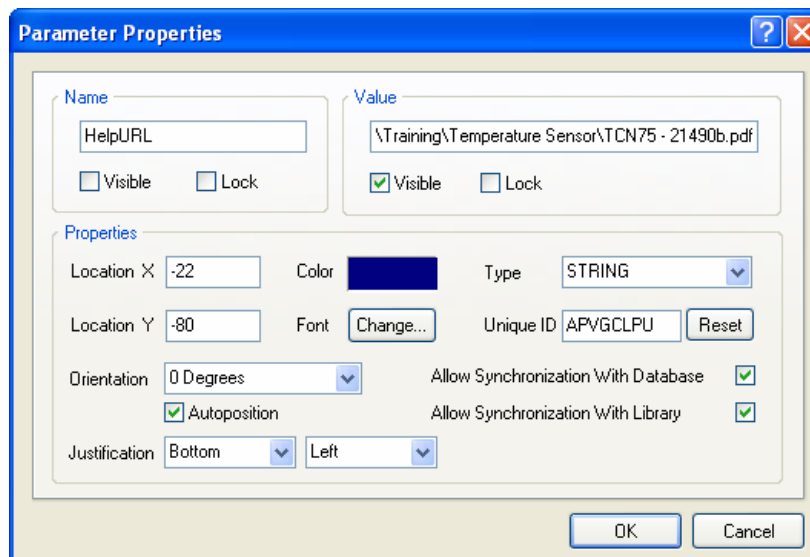 Parameter Properties
Name
Value
HelpURL
\Training\Temperature Sensor\TCN75 - 21490b.pdf
Visible Lock
Visible Lock
Properties
Location X -22 Color Type STRING
Location Y -80 Font Change... Unique ID APVGCLPU Reset
Orientation 0 Degrees Allow Synchronization With Database
Autoposition Allow Synchronization With Library
Justification Bottom Left
OK Cancel